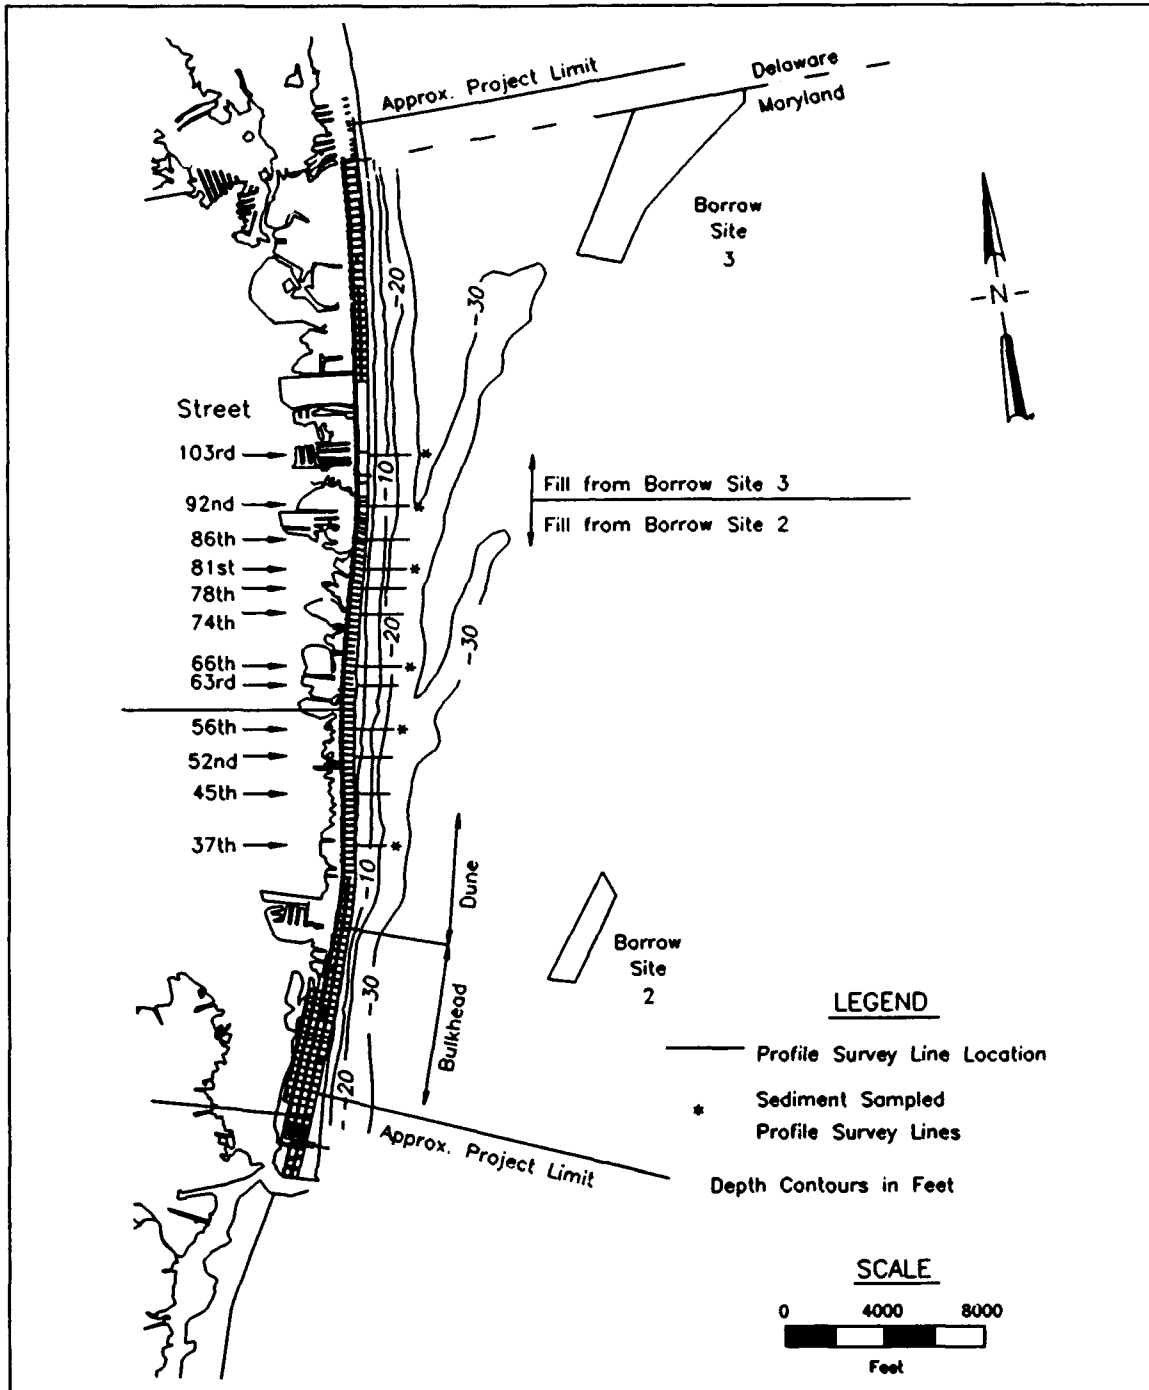 Approx. Project Limit
Delaware
Maryland
Borrow
Site
3
-20
-30
-N-
Street
103rd
*
-10
Fill from Borrow Site 3
92nd
*
Fill from Borrow Site 2
86th
81st
*
78th
74th
-20
-30
66th
*
63rd
56th
*
52nd
45th
37th
*
-10
Dune
Borrow
Site
2
-30
Bulkhead
-20
LEGEND
Profile Survey Line Location
* Sediment Sampled
Profile Survey Lines
Approx. Project Limit
Depth Contours in Feet
SCALE
0 4000 8000
Feet